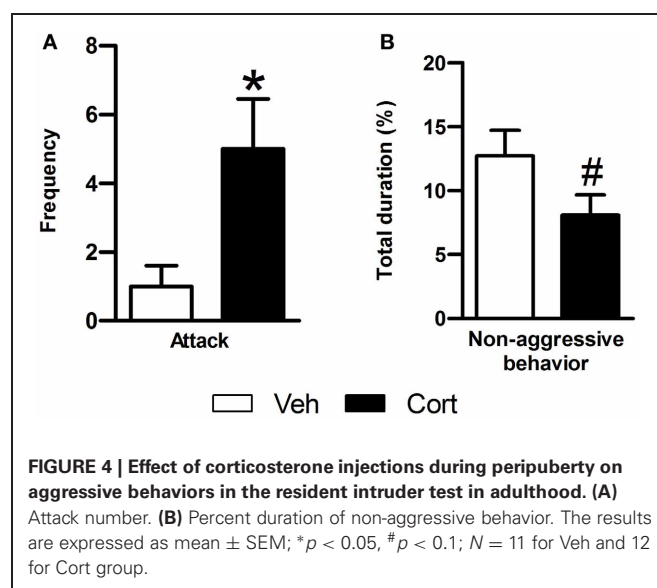 A
8
6
4
2
0
Frequency
*
Attack
B
20
15
10
5
0
Total duration (%)
#
Non-aggressive
behavior
Veh Cort
FIGURE 4 | Effect of corticosterone injections during peripuberty on
aggressive behaviors in the resident intruder test in adulthood. (A)
Attack number. (B) Percent duration of non-aggressive behavior. The results
are expressed as mean ± SEM; *p < 0.05, #p < 0.1; N = 11 for Veh and 12
for Cort group.